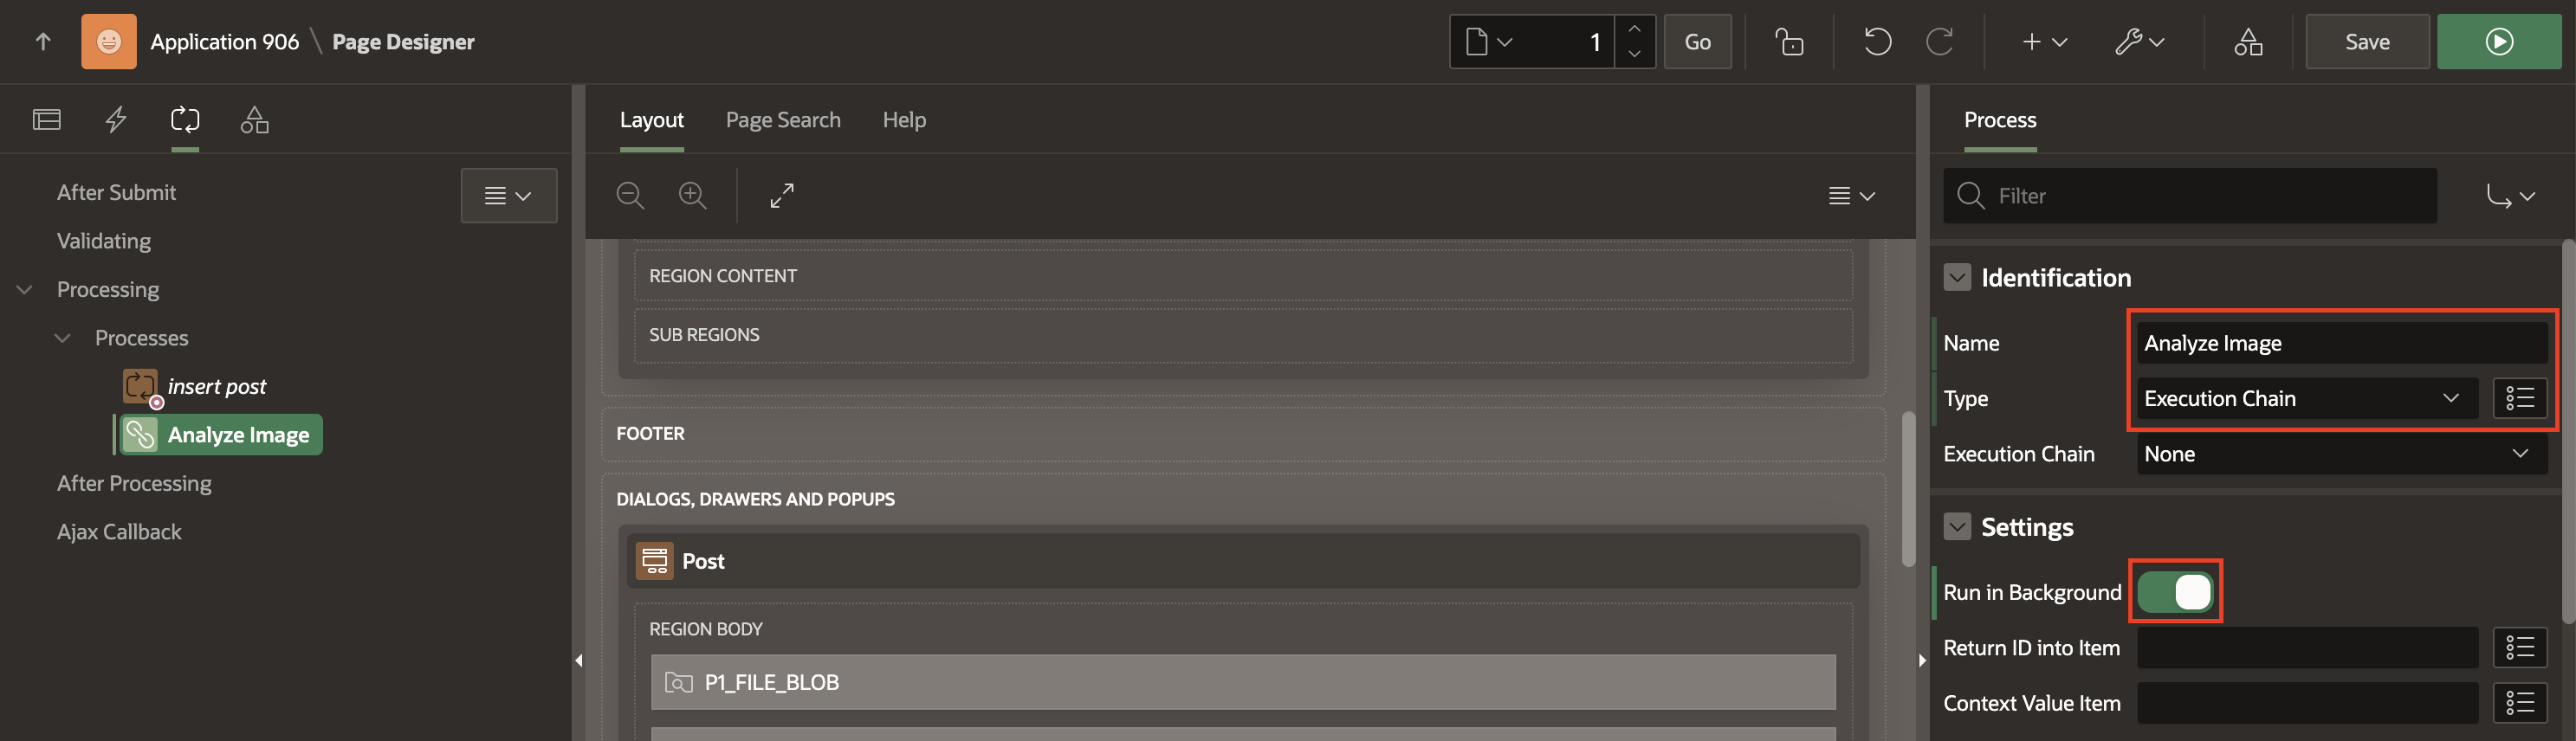 Application 906 \ Page Designer
1
Go
Save
Layout
Page Search
Help
Process
After Submit
Validating
Processing
Processes
insert post
Analyze Image
After Processing
Ajax Callback
REGION CONTENT
SUB REGIONS
FOOTER
DIALOGS, DRAWERS AND POPUPS
Post
REGION BODY
P1_FILE_BLOB
Filter
Identification
Name
Analyze Image
Type
Execution Chain
Execution Chain
None
Settings
Run in Background
Return ID into Item
Context Value Item